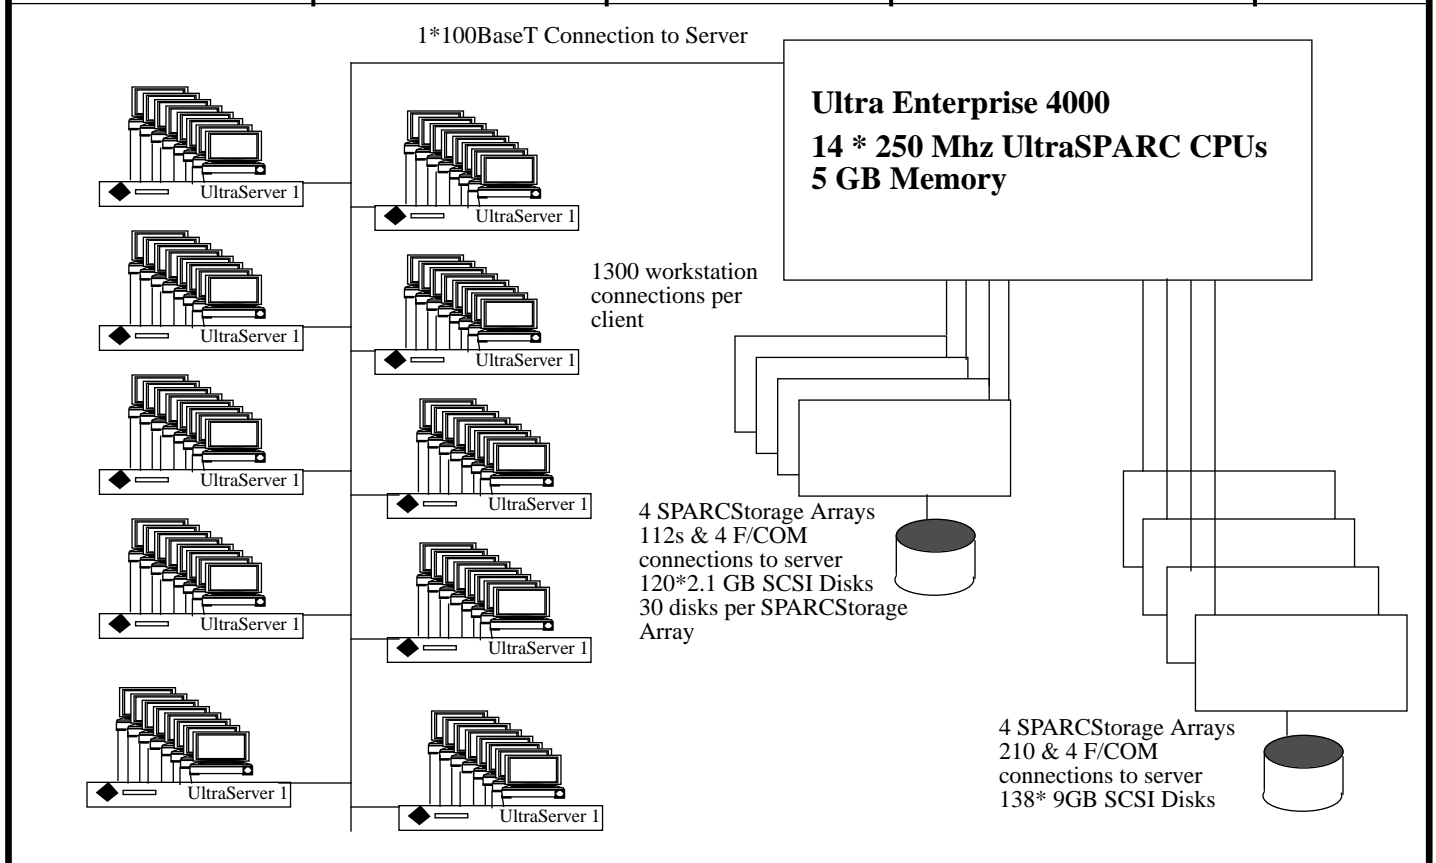 1*100BaseT Connection to Server
Ultra Enterprise 4000
14 * 250 Mhz UltraSPARC CPUs
5 GB Memory
UltraServer 1
UltraServer 1
1300 workstation
connections per
client
UltraServer 1
UltraServer 1
UltraServer 1
UltraServer 1
4 SPARCStorage Arrays
112s & 4 F/COM
connections to server
120*2.1 GB SCSI Disks
30 disks per SPARCStorage
Array
UltraServer 1
UltraServer 1
4 SPARCStorage Arrays
210 & 4 F/COM
connections to server
138* 9GB SCSI Disks
UltraServer 1
UltraServer 1